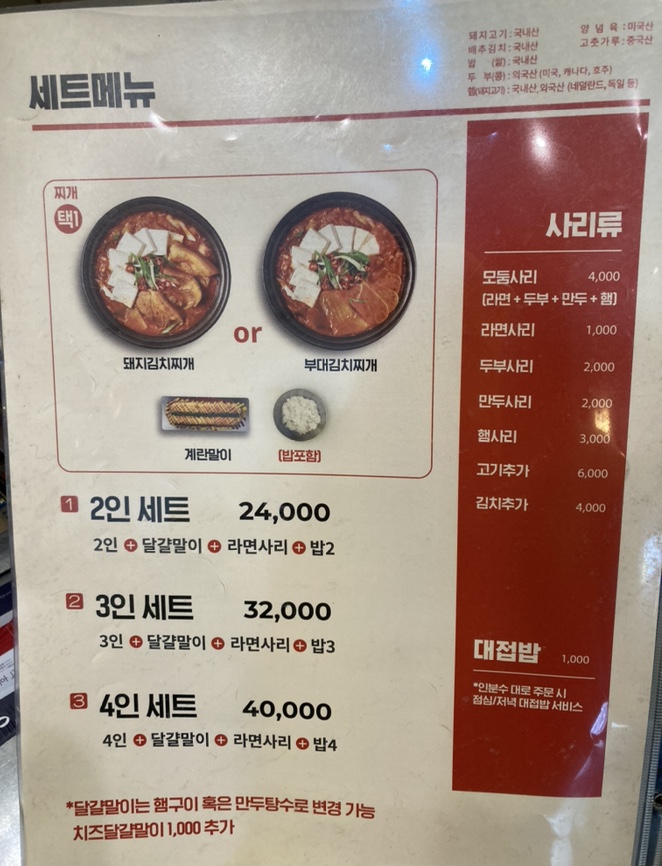 세트메뉴
돼지고기 : 국내산
배추김치 : 국내산
밥 (쌀) : 국내산
두 부(콩) : 외국산 (미국, 캐나다, 호주)
햄(돼지고기) : 국내산, 외국산 (네덜란드, 독일 등)
양 념 육 : 미국산
고춧가루 : 중국산
찌개
택1
or
돼지김치찌개
부대김치찌개
계란말이
(밥포함)
1 2인 세트 24,000
2인 + 달걀말이 + 라면사리 + 밥2
2 3인 세트 32,000
3인 + 달걀말이 + 라면사리 + 밥3
3 4인 세트 40,000
4인 + 달걀말이 + 라면사리 + 밥4
*달걀말이는 햄구이 혹은 만두탕수로 변경 가능
치즈달걀말이 1,000 추가
사리류
모둠사리 4,000
(라면 + 두부 + 만두 + 햄)
라면사리 1,000
두부사리 2,000
만두사리 2,000
햄사리 3,000
고기추가 6,000
김치추가 4,000
대접밥 1,000
*인분수 대로 주문 시
점심/저녁 대접밥 서비스